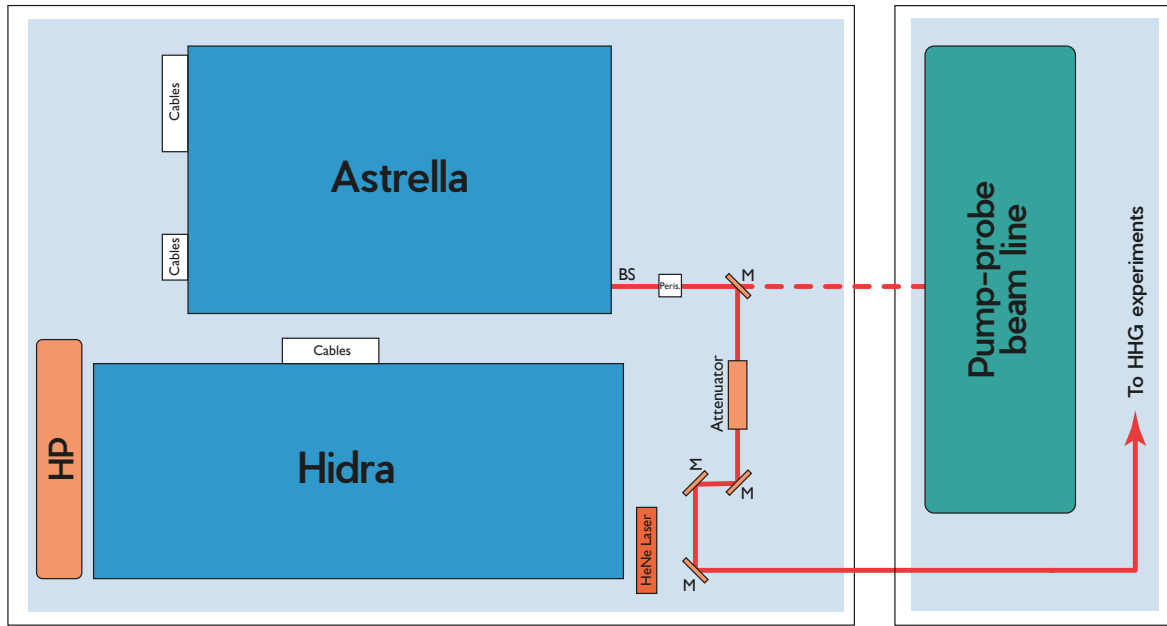 Cables
Astrella
Cables
BS
Peris.
M
Pump-probe
beam line
To HHG experiments
Cables
Attenuator
HP
Hidra
M
M
HeNe Laser
M